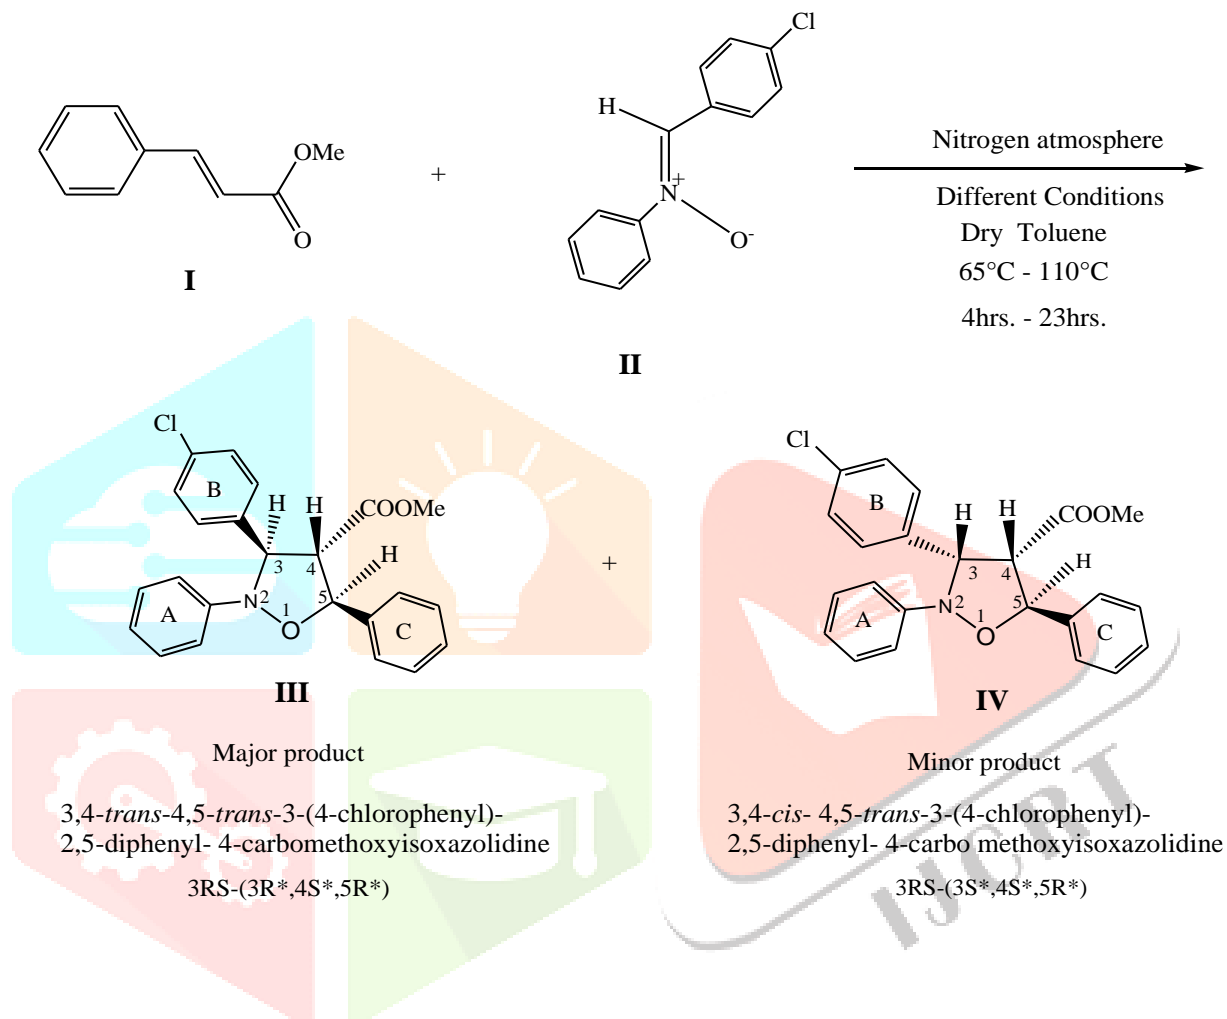 Cl
H
N
+
O-
OMe
O
+
I
II
Nitrogen atmosphere
Different Conditions
Dry Toluene
65°C - 110°C
4hrs. - 23hrs.
Cl
B
H
H
COOMe
H
3
4
5
A
N
2
1
O
C
III
+
Cl
B
H
H
COOMe
H
3
4
5
A
N
2
1
O
C
IV
Major product
3,4-trans-4,5-trans-3-(4-chlorophenyl)-
2,5-diphenyl- 4-carbomethoxyisoxazolidine
3RS-(3R*,4S*,5R*)
Minor product
3,4-cis- 4,5-trans-3-(4-chlorophenyl)-
2,5-diphenyl- 4-carbo methoxyisoxazolidine
3RS-(3S*,4S*,5R*)
IJCRT